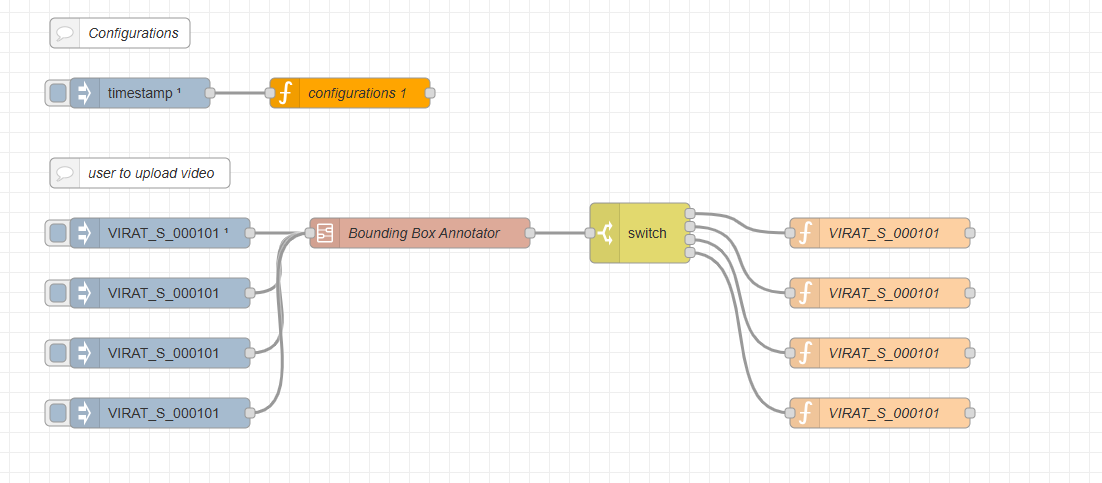 Configurations
timestamp ¹
configurations 1
user to upload video
VIRAT_S_000101 ¹
Bounding Box Annotator
switch
VIRAT_S_000101
VIRAT_S_000101
VIRAT_S_000101
VIRAT_S_000101
VIRAT_S_000101
VIRAT_S_000101
VIRAT_S_000101